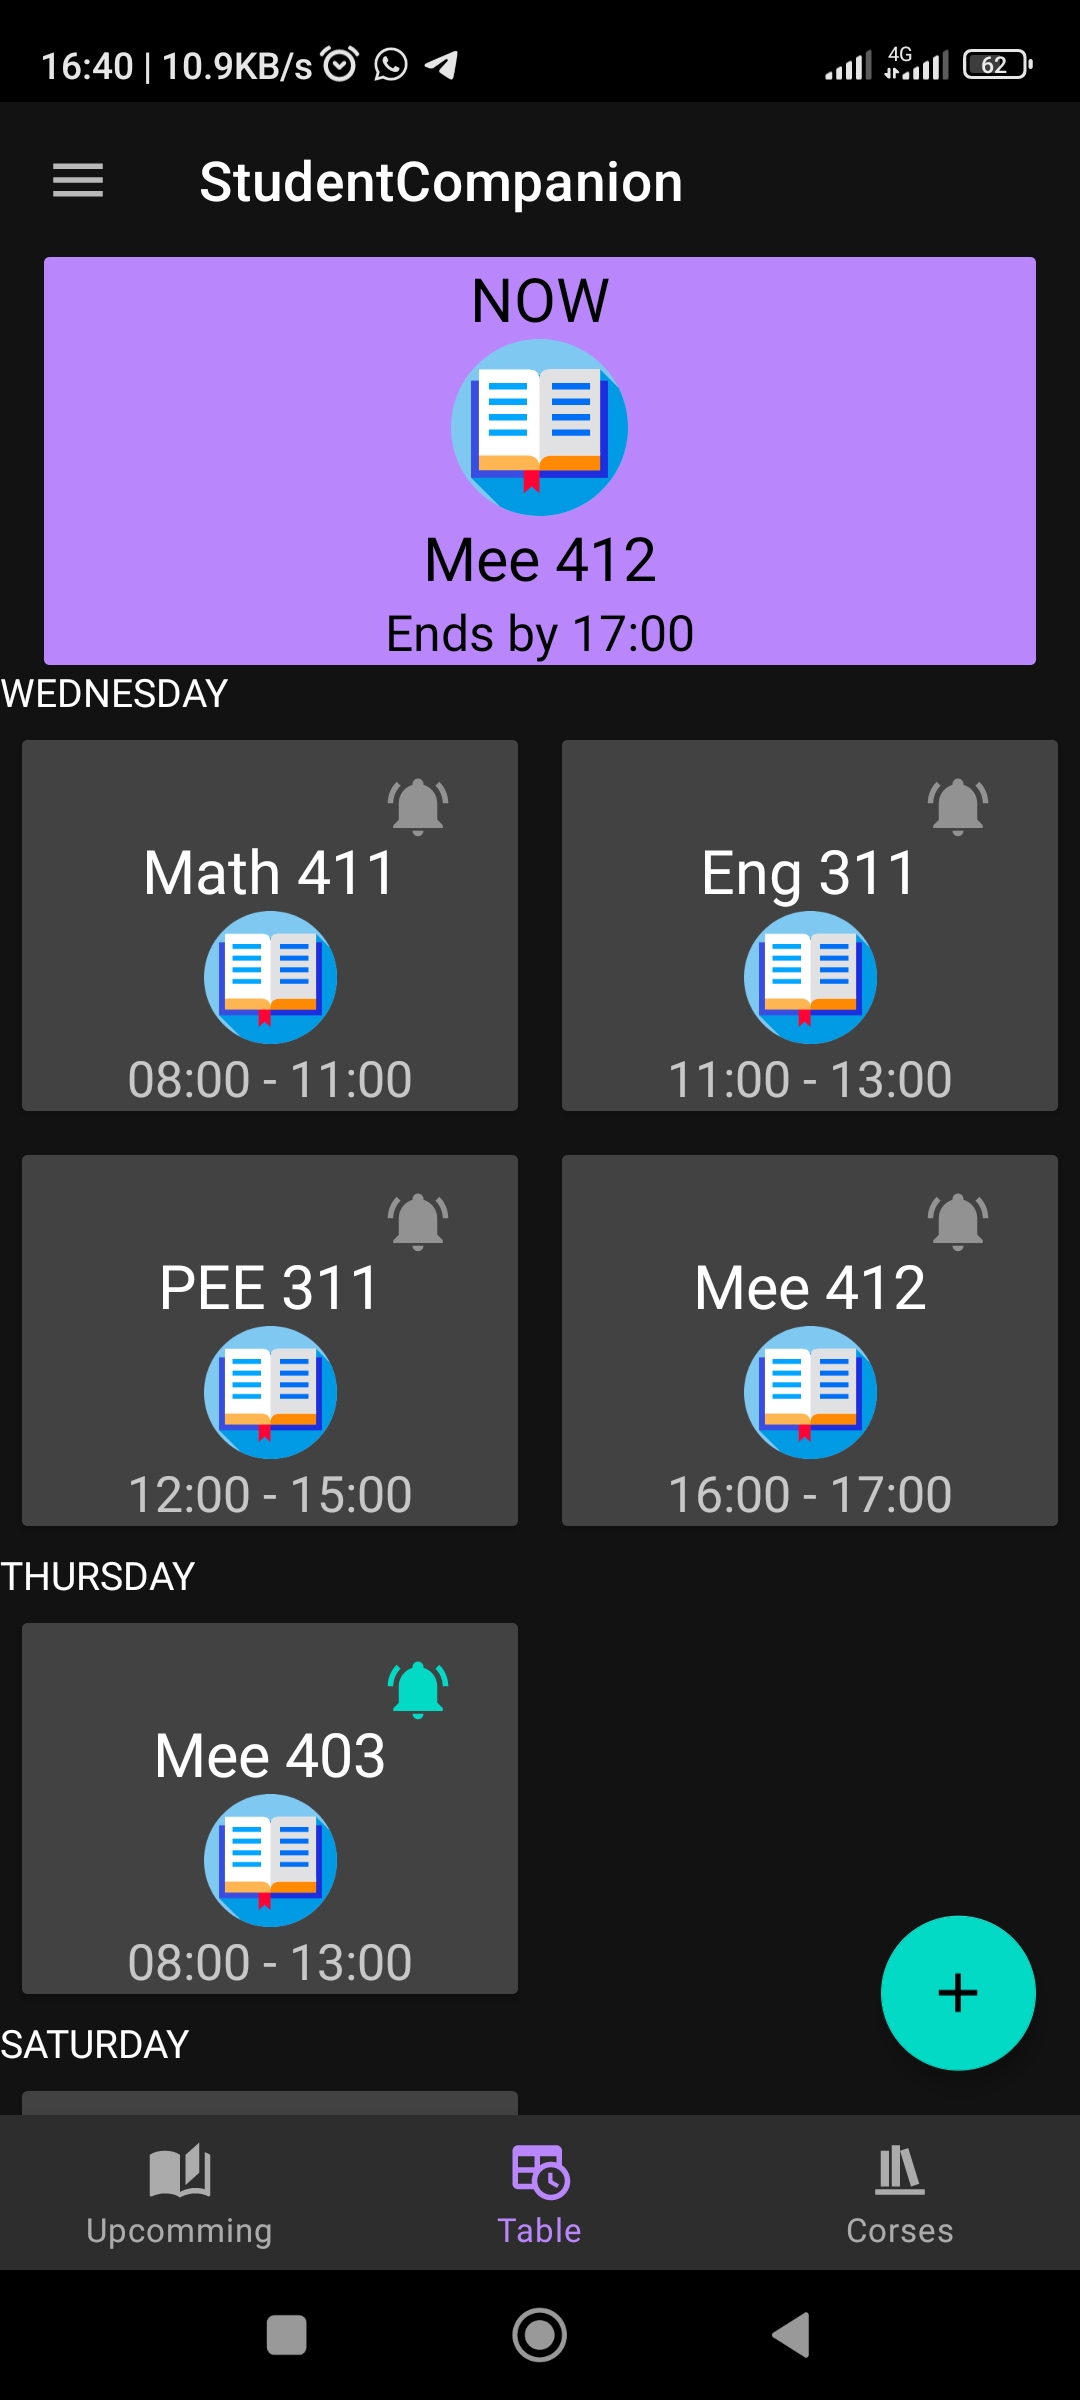 16:40 | 10.9KB/s
4G
62
StudentCompanion
NOW
Mee 412
Ends by 17:00
WEDNESDAY
Math 411
08:00 - 11:00
Eng 311
11:00 - 13:00
PEE 311
12:00 - 15:00
Mee 412
16:00 - 17:00
THURSDAY
Mee 403
08:00 - 13:00
SATURDAY
Upcomming
Table
Corses